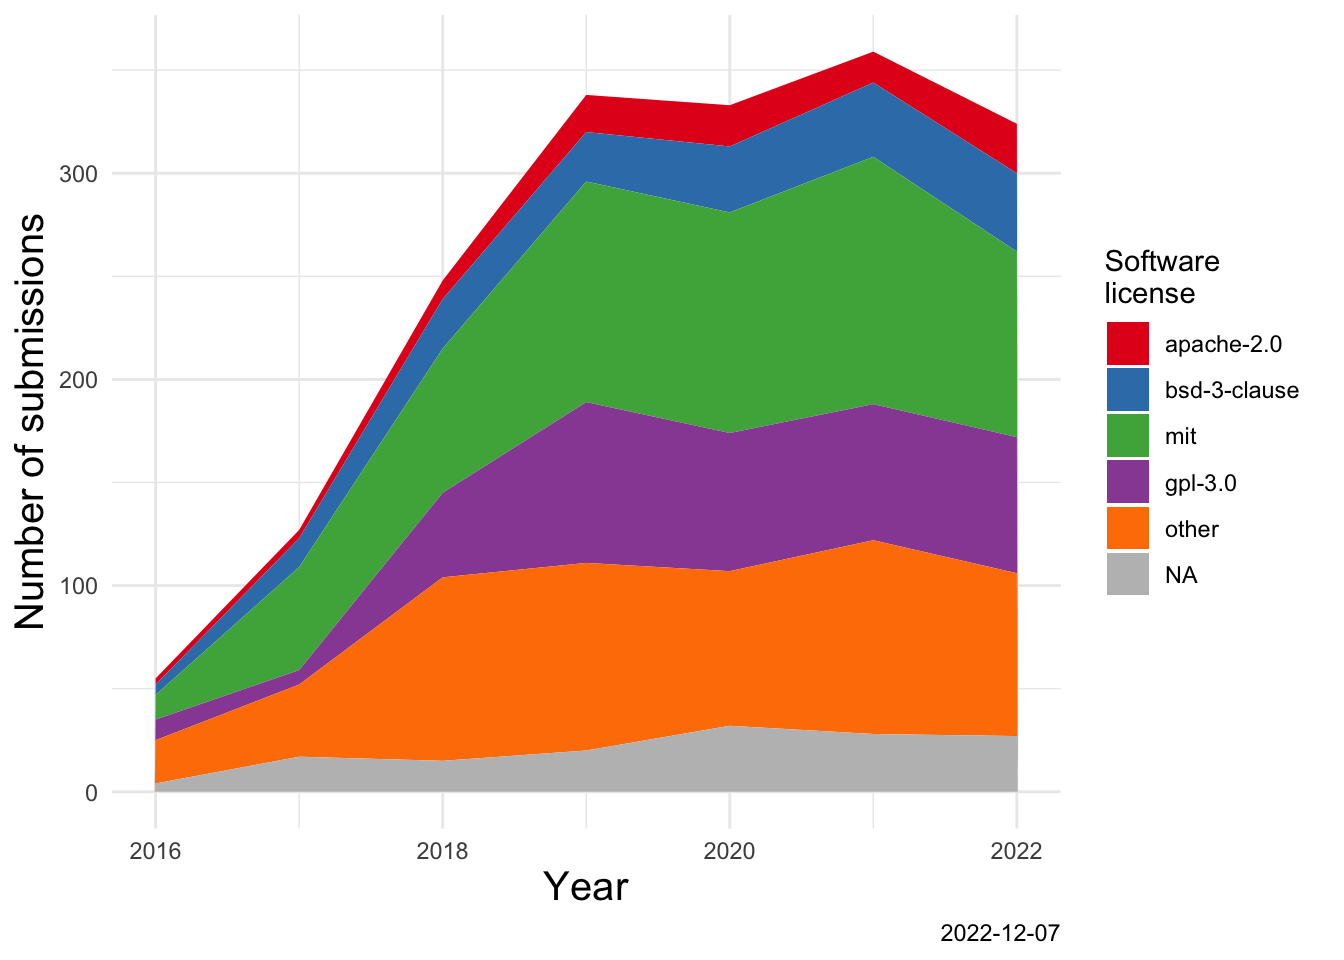 Number of submissions
300
200
100
0
2016
2018
2020
2022
Year
Software
license
apache-2.0
bsd-3-clause
mit
gpl-3.0
other
NA
2022-12-07